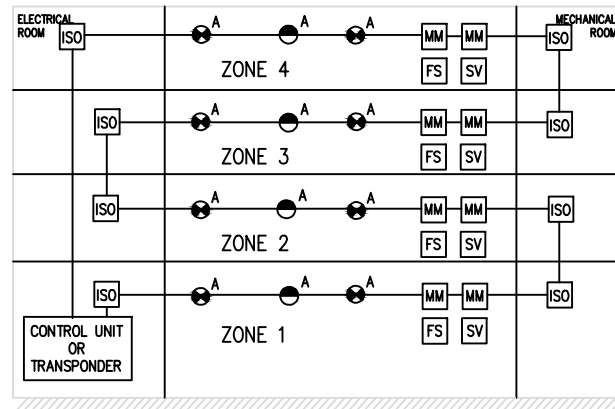 ELECTRICAL
ROOM
MECHANICAL
ROOM
ISO A A A MM MM ISO
ZONE 4 FS SV
ISO A A A MM MM ISO
ZONE 3 FS SV
ISO A A A MM MM ISO
ZONE 2 FS SV
ISO A A A MM MM ISO
ZONE 1 FS SV
CONTROL UNIT
OR
TRANSPONDER